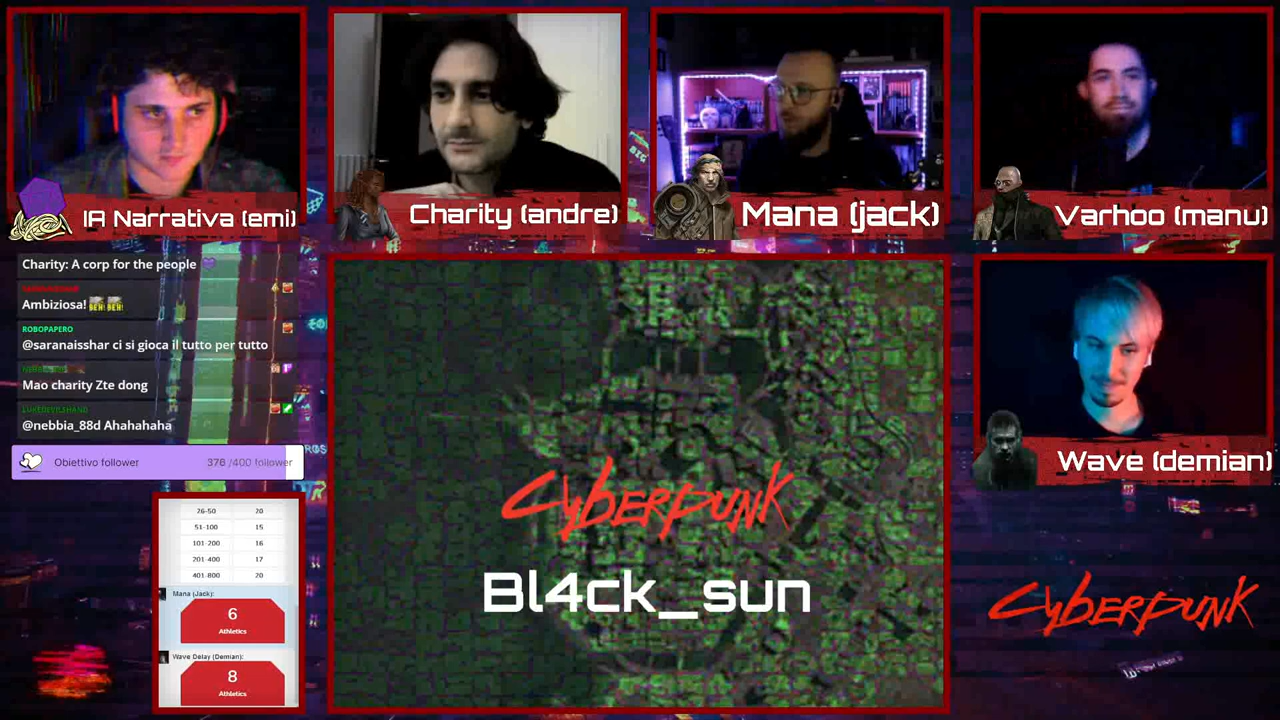 IA Narrativa (emi)
Charity (andre)
Mana (jack)
Varhoo (manu)
Charity: A corp for the people
Ambiziosa!
ROBOPAPERO
@saranaisshar ci si gioca il tutto per tutto
Mao charity Zte dong
LUKEDEVILSHAND
@nebbia_88d Ahahahaha
Obiettivo follower 376 /400 follower
26-50 20
51-100 15
101-200 16
201-400 17
401-800 20
Mana (Jack):
6
Athletics
Wave Delay (Demian):
8
Athletics
Cyberpunk
Bl4ck_sun
Wave (demian)
Cyberpunk